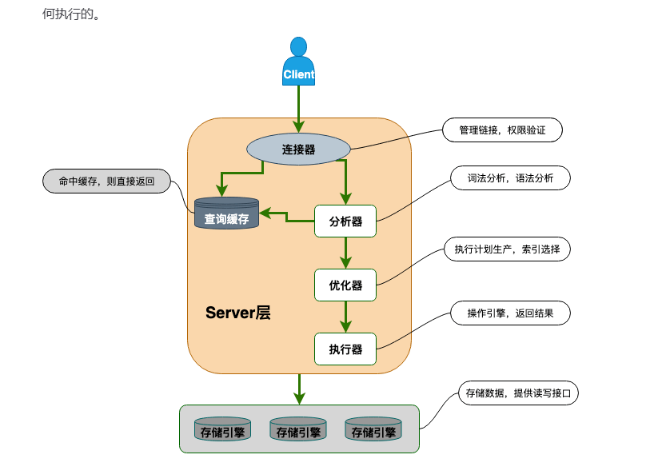 何执行的。
Client
连接器
管理链接，权限验证
命中缓存，则直接返回
词法分析，语法分析
查询缓存
分析器
执行计划生产，索引选择
优化器
Server层
操作引擎，返回结果
执行器
存储数据，提供读写接口
存储引擎
存储引擎
存储引擎